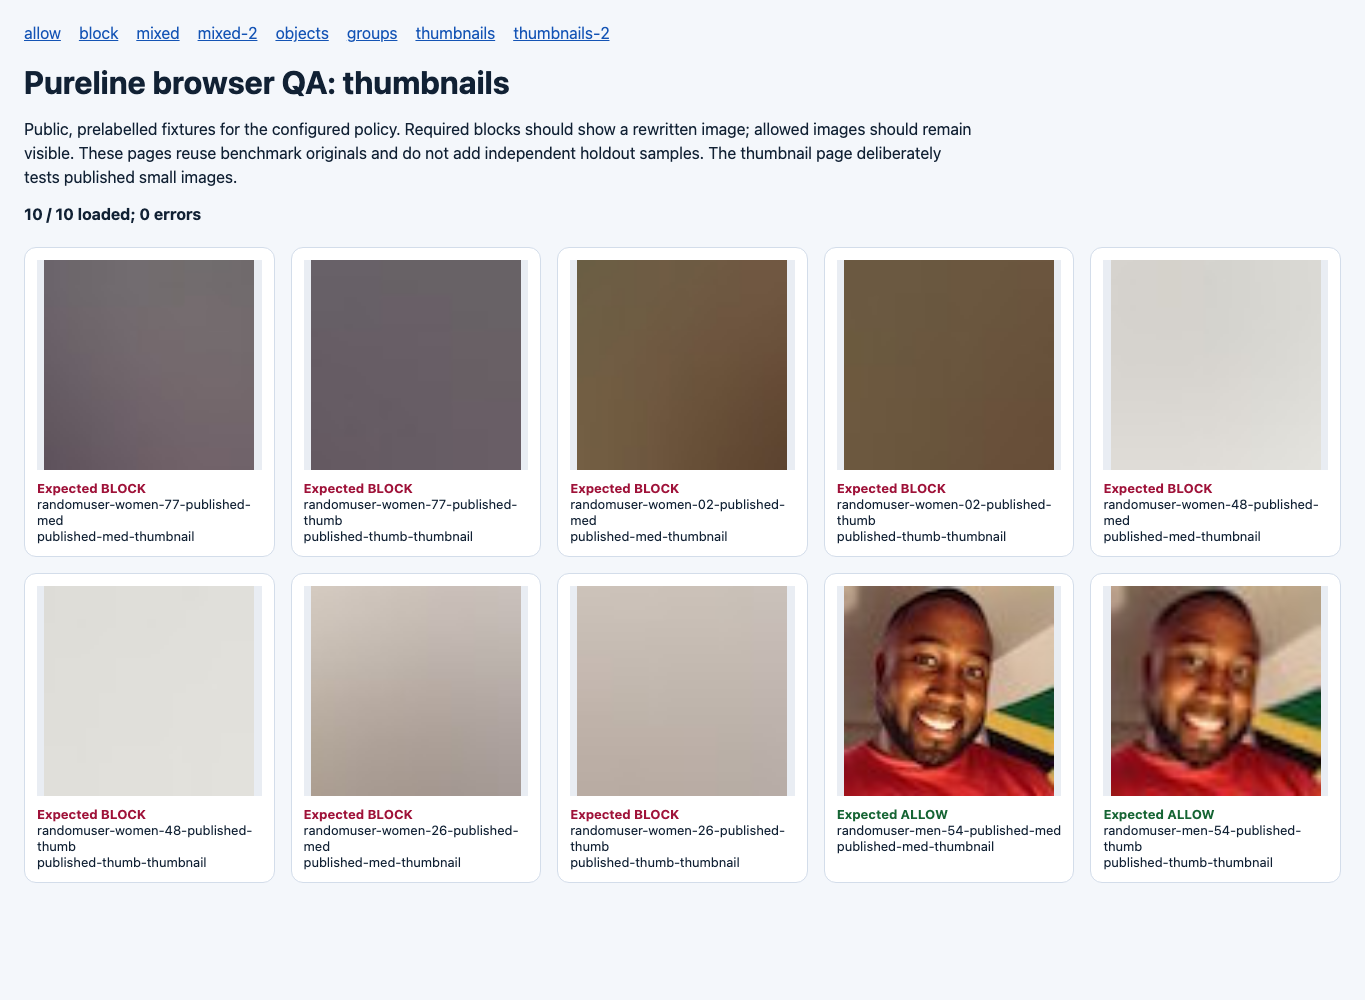 allow block mixed mixed-2 objects groups thumbnails thumbnails-2
Pureline browser QA: thumbnails
Public, prelabelled fixtures for the configured policy. Required blocks should show a rewritten image; allowed images should remain
visible. These pages reuse benchmark originals and do not add independent holdout samples. The thumbnail page deliberately
tests published small images.
10 / 10 loaded; 0 errors
Expected BLOCK
randomuser-women-77-published-
med
published-med-thumbnail
Expected BLOCK
randomuser-women-77-published-
thumb
published-thumb-thumbnail
Expected BLOCK
randomuser-women-02-published-
med
published-med-thumbnail
Expected BLOCK
randomuser-women-02-published-
thumb
published-thumb-thumbnail
Expected BLOCK
randomuser-women-48-published-
med
published-med-thumbnail
Expected BLOCK
randomuser-women-48-published-
thumb
published-thumb-thumbnail
Expected BLOCK
randomuser-women-26-published-
med
published-med-thumbnail
Expected BLOCK
randomuser-women-26-published-
thumb
published-thumb-thumbnail
Expected ALLOW
randomuser-men-54-published-med
published-med-thumbnail
Expected ALLOW
randomuser-men-54-published-
thumb
published-thumb-thumbnail